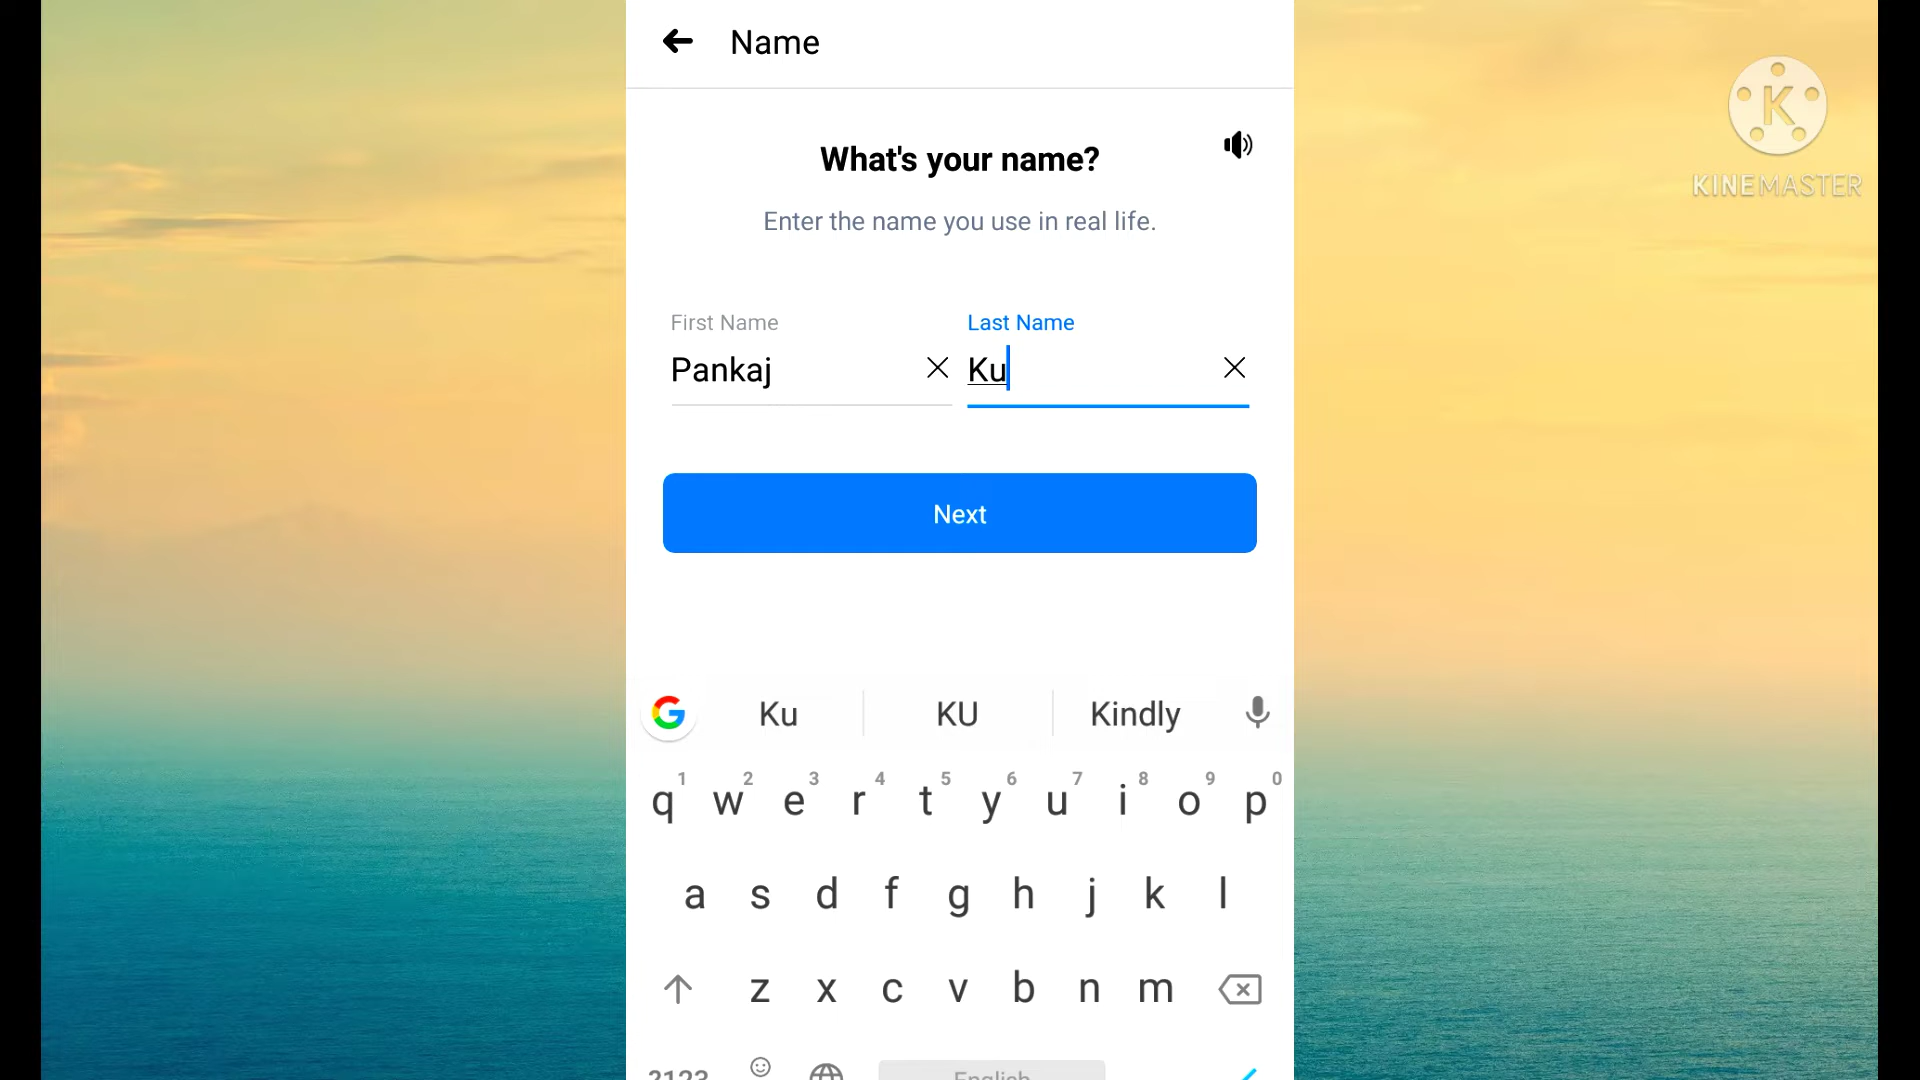 Name
What's your name?
Enter the name you use in real life.
First Name Last Name
Pankaj Ku
Next
K
KINEMASTER
G Ku KU Kindly
1 2 3 4 5 6 7 8 9 0
q w e r t y u i o p
a s d f g h j k l
z x c v b n m
?123 English